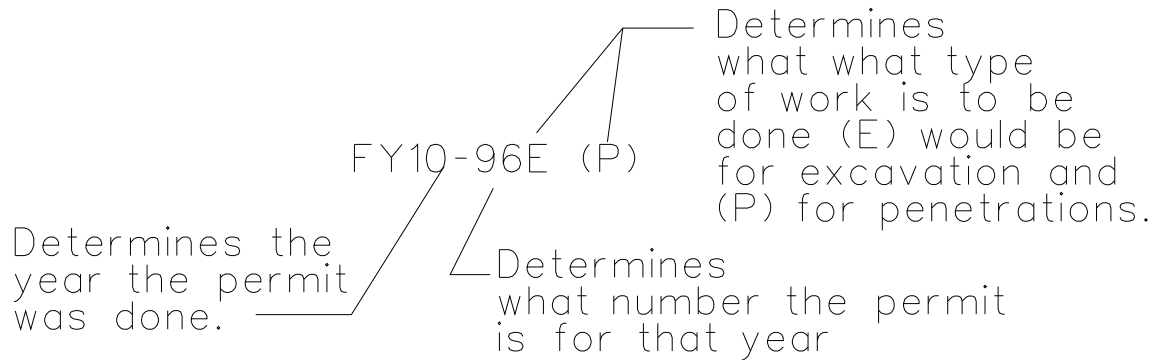 Determines
what what type
of work is to be
done (E) would be
for excavation and
(P) for penetrations.
FY10-96E (P)
Determines the
year the permit
was done.
Determines
what number the permit
is for that year